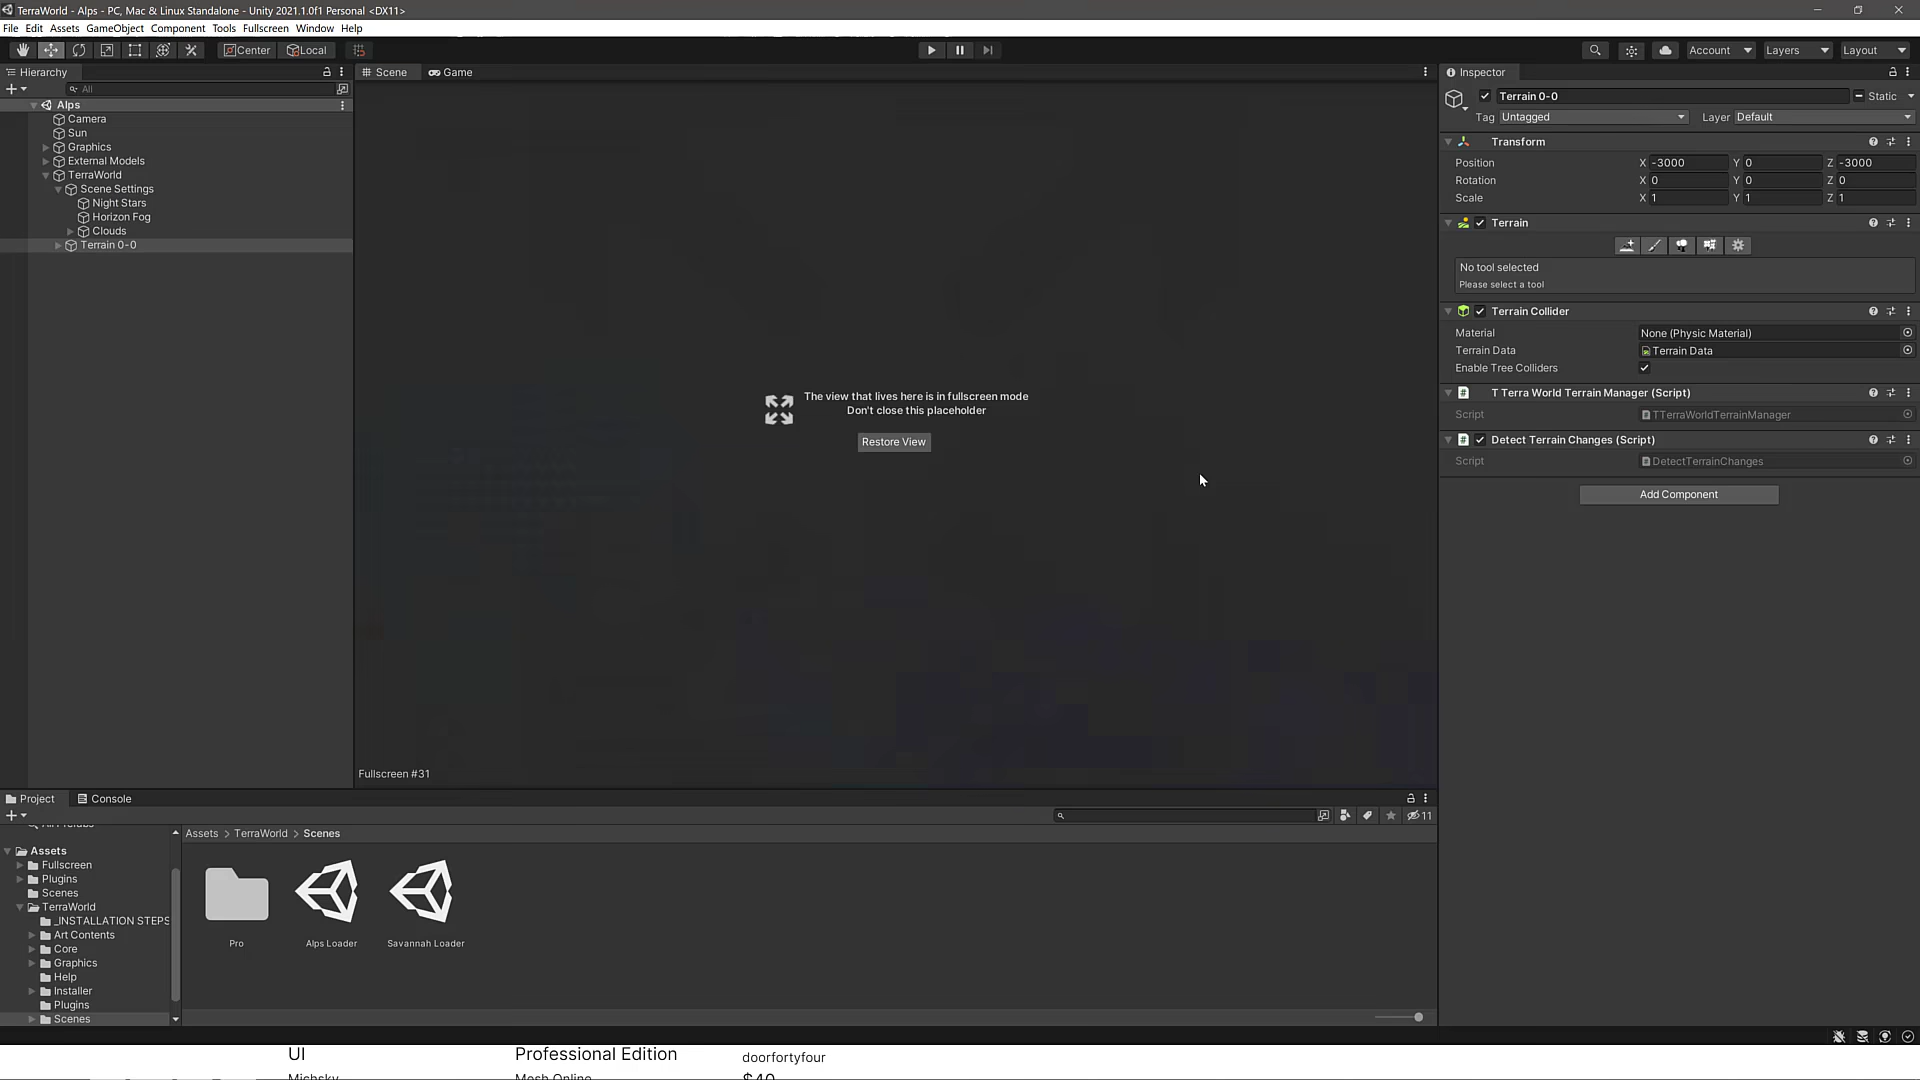 TerraWorld - Alps - PC, Mac & Linux Standalone - Unity 2021.1.0f1 Personal <DX11>
File Edit Assets GameObject Component Tools Fullscreen Window Help
Center Local Account Layers Layout
Hierarchy
All
Alps
Camera
Sun
Graphics
External Models
TerraWorld
Scene Settings
Night Stars
Horizon Fog
Clouds
Terrain 0-0
Scene Game
The view that lives here is in fullscreen mode
Don't close this placeholder
Restore View
Fullscreen #31
Inspector
Terrain 0-0 Static
Tag Untagged Layer Default
Transform
Position X -3000 Y 0 Z -3000
Rotation X 0 Y 0 Z 0
Scale X 1 Y 1 Z 1
Terrain
No tool selected
Please select a tool
Terrain Collider
Material None (Physic Material)
Terrain Data Terrain Data
Enable Tree Colliders
T Terra World Terrain Manager (Script)
Script TTerraWorldTerrainManager
Detect Terrain Changes (Script)
Script DetectTerrainChanges
Add Component
Project Console
11
Assets
Fullscreen
Plugins
Scenes
TerraWorld
_INSTALLATION STEPS
Art Contents
Core
Graphics
Help
Installer
Plugins
Scenes
Assets > TerraWorld > Scenes
Pro Alps Loader Savannah Loader
UI Professional Edition doorfortyfour